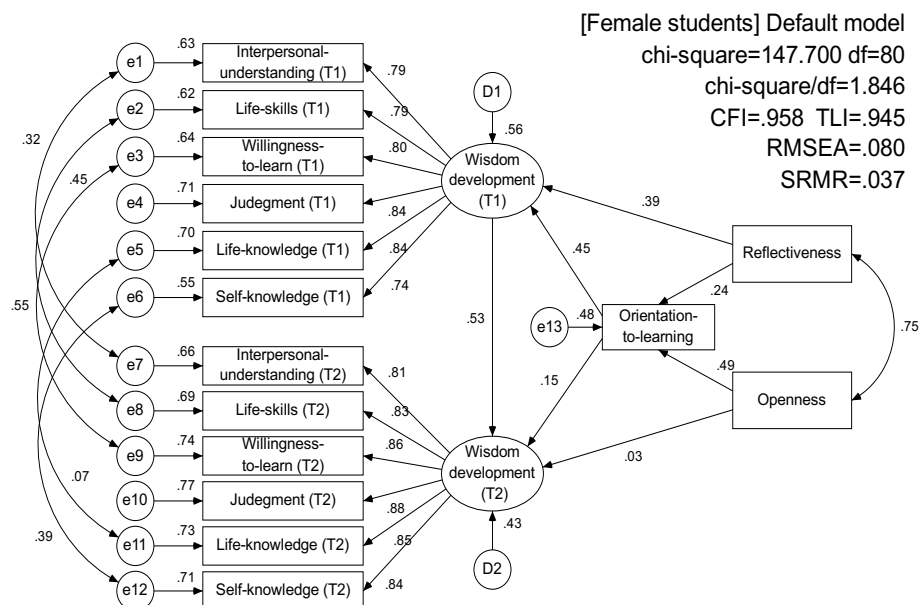 [Female students] Default model
chi-square=147.700 df=80
chi-square/df=1.846
CFI=.958 TLI=.945
RMSEA=.080
SRMR=.037
e1
.63
Interpersonal-
understanding (T1)
.79
e2
.62
Life-skills (T1)
.79
D1
.56
.32
e3
.64
Willingness-
to-learn (T1)
.80
Wisdom
development
(T1)
.45
e4
.71
Judegment (T1)
.84
.39
e5
.70
Life-knowledge (T1)
.84
.45
Reflectiveness
e6
.55
Self-knowledge (T1)
.74
.24
.55
.53
e13
.48
Orientation-
to-learning
.75
e7
.66
Interpersonal-
understanding (T2)
.81
.15
.49
e8
.69
Life-skills (T2)
.83
Openness
e9
.74
Willingness-
to-learn (T2)
.86
Wisdom
development
(T2)
.03
.07
e10
.77
Judegment (T2)
.88
.43
e11
.73
Life-knowledge (T2)
.85
.39
e12
.71
Self-knowledge (T2)
.84
D2